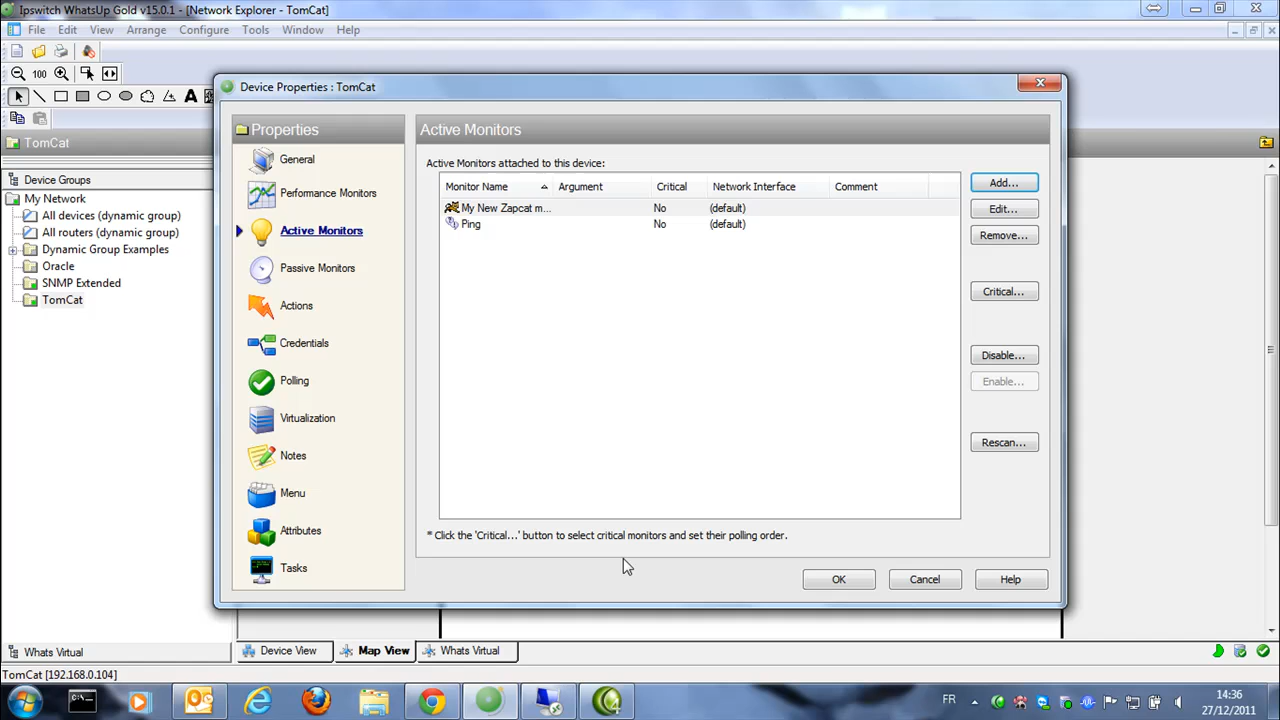 Ipswitch WhatsUp Gold v15.0.1 - [Network Explorer - TomCat]
File Edit View Arrange Configure Tools Window Help
100
A
TomCat
Device Groups
My Network
All devices (dynamic group)
All routers (dynamic group)
Dynamic Group Examples
Oracle
SNMP Extended
TomCat
Device Properties : TomCat
Properties
General
Performance Monitors
Active Monitors
Passive Monitors
Actions
Credentials
Polling
Virtualization
Notes
Menu
Attributes
Tasks
Active Monitors
Active Monitors attached to this device:
Monitor Name Argument Critical Network Interface Comment
My New Zapcat m... No (default)
Ping No (default)
Add...
Edit...
Remove...
Critical...
Disable...
Enable...
Rescan...
* Click the 'Critical...' button to select critical monitors and set their polling order.
OK Cancel Help
Whats Virtual
Device View Map View Whats Virtual
TomCat [192.168.0.104]
FR
14:36
27/12/2011